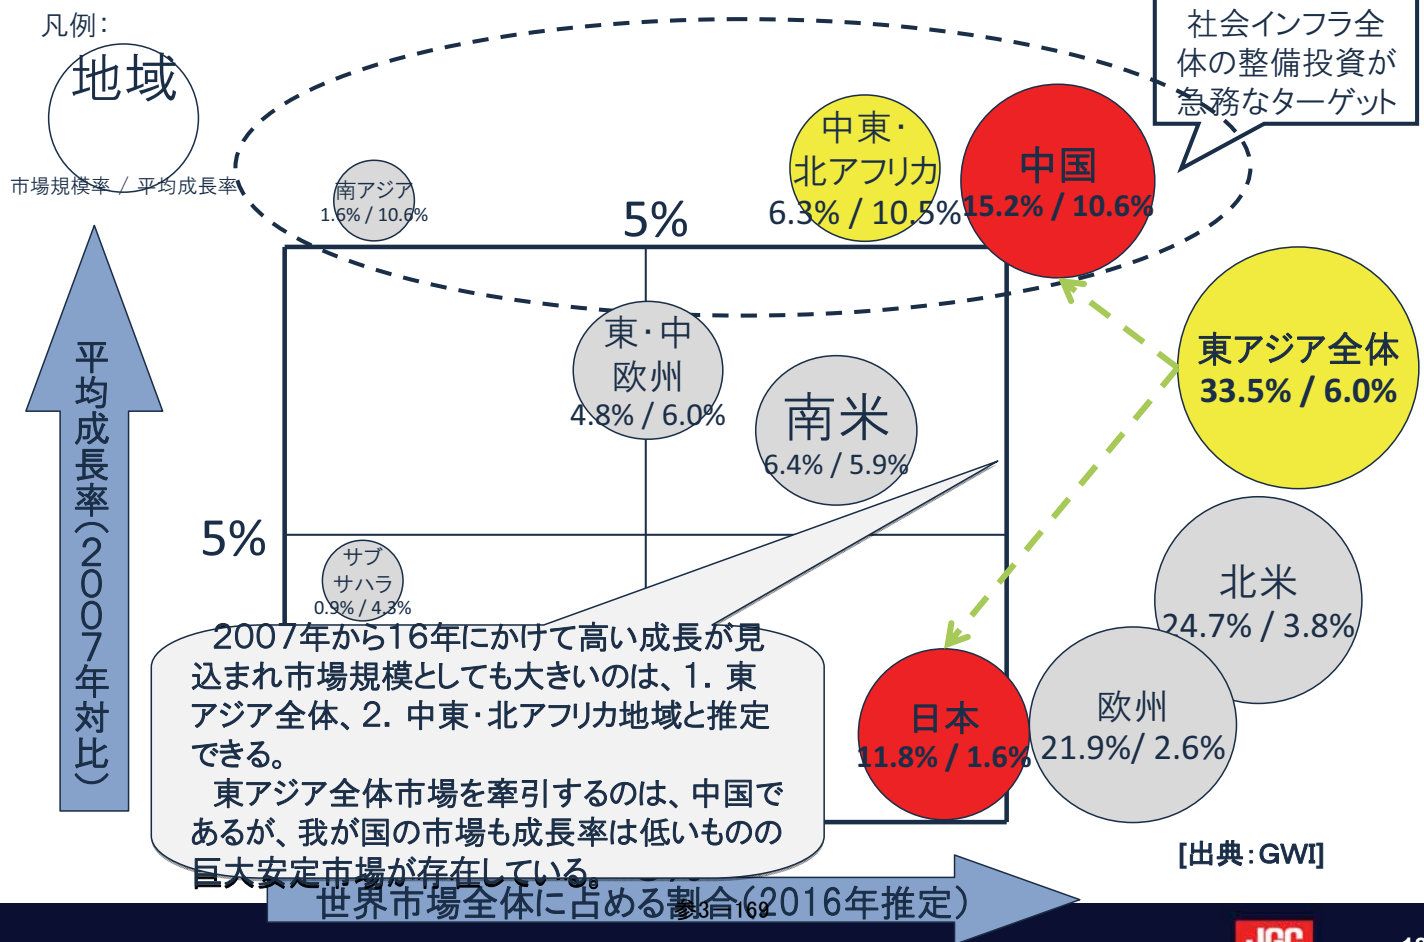 凡例：
地域
市場規模率 / 平均成長率
社会インフラ全
体の整備投資が
急務なターゲット
中東・
北アフリカ
6.3% / 10.5%
中国
15.2% / 10.6%
南アジア
1.6% / 10.6%
5%
東・中
欧州
4.8% / 6.0%
南米
6.4% / 5.9%
東アジア全体
33.5% / 6.0%
平均成長率（２００７年対比）
5%
サブ
サハラ
0.9% / 4.3%
北米
24.7% / 3.8%
欧州
21.9%/ 2.6%
日本
11.8% / 1.6%
２００７年から１６年にかけて高い成長が見
込まれ市場規模としても大きいのは、１．東
アジア全体、２．中東・北アフリカ地域と推定
できる。
東アジア全体市場を牽引するのは、中国で
あるが、我が国の市場も成長率は低いものの
巨大安定市場が存在している。
[出典：GWI]
世界市場全体に占める割合（2016年推定）
参3－169
JGC